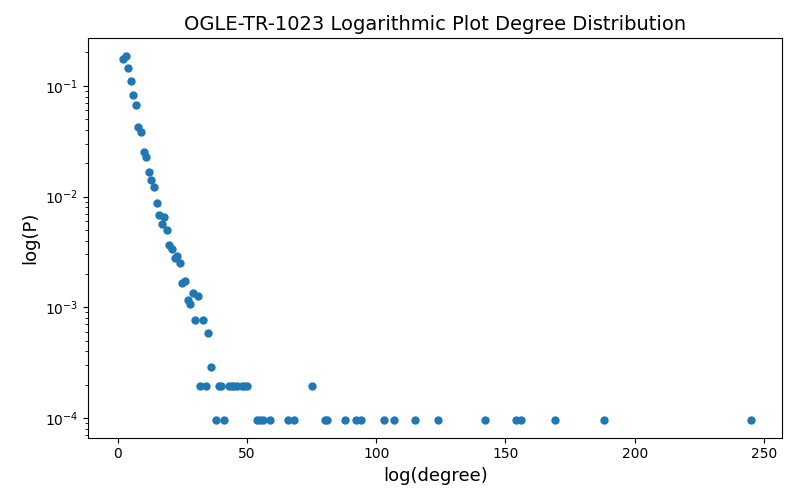 OGLE-TR-1023 Logarithmic Plot Degree Distribution
log(P)
10⁻¹
10⁻²
10⁻³
10⁻⁴
0 50 100 150 200 250
log(degree)